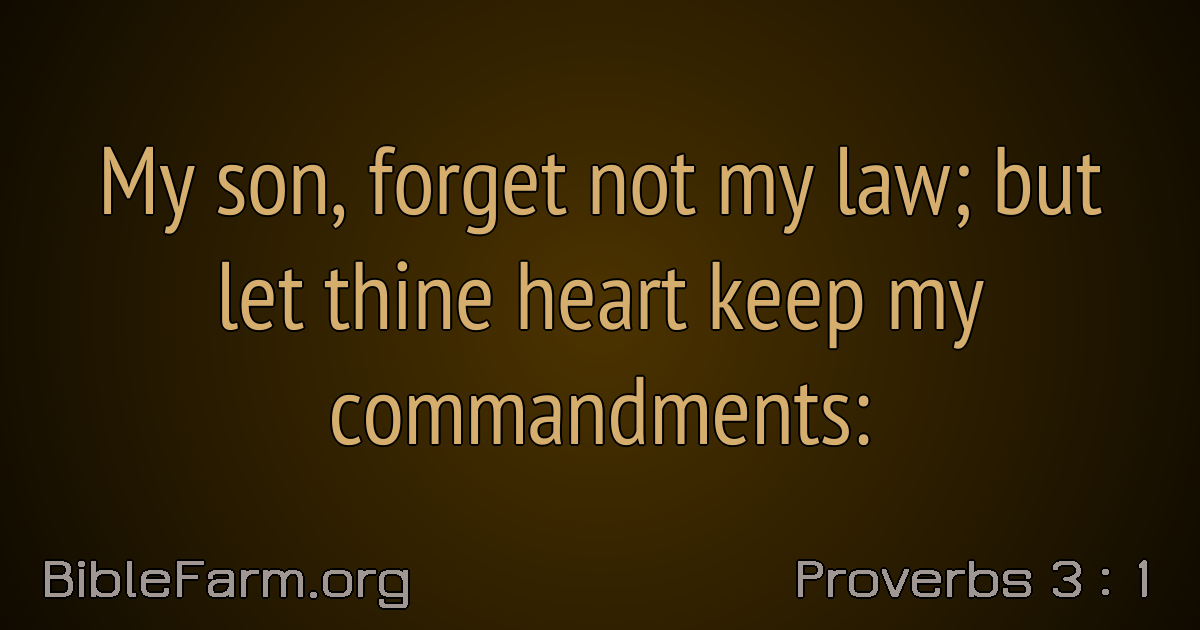 My son, forget not my law; but
let thine heart keep my
commandments:
BibleFarm.org
Proverbs 3 : 1